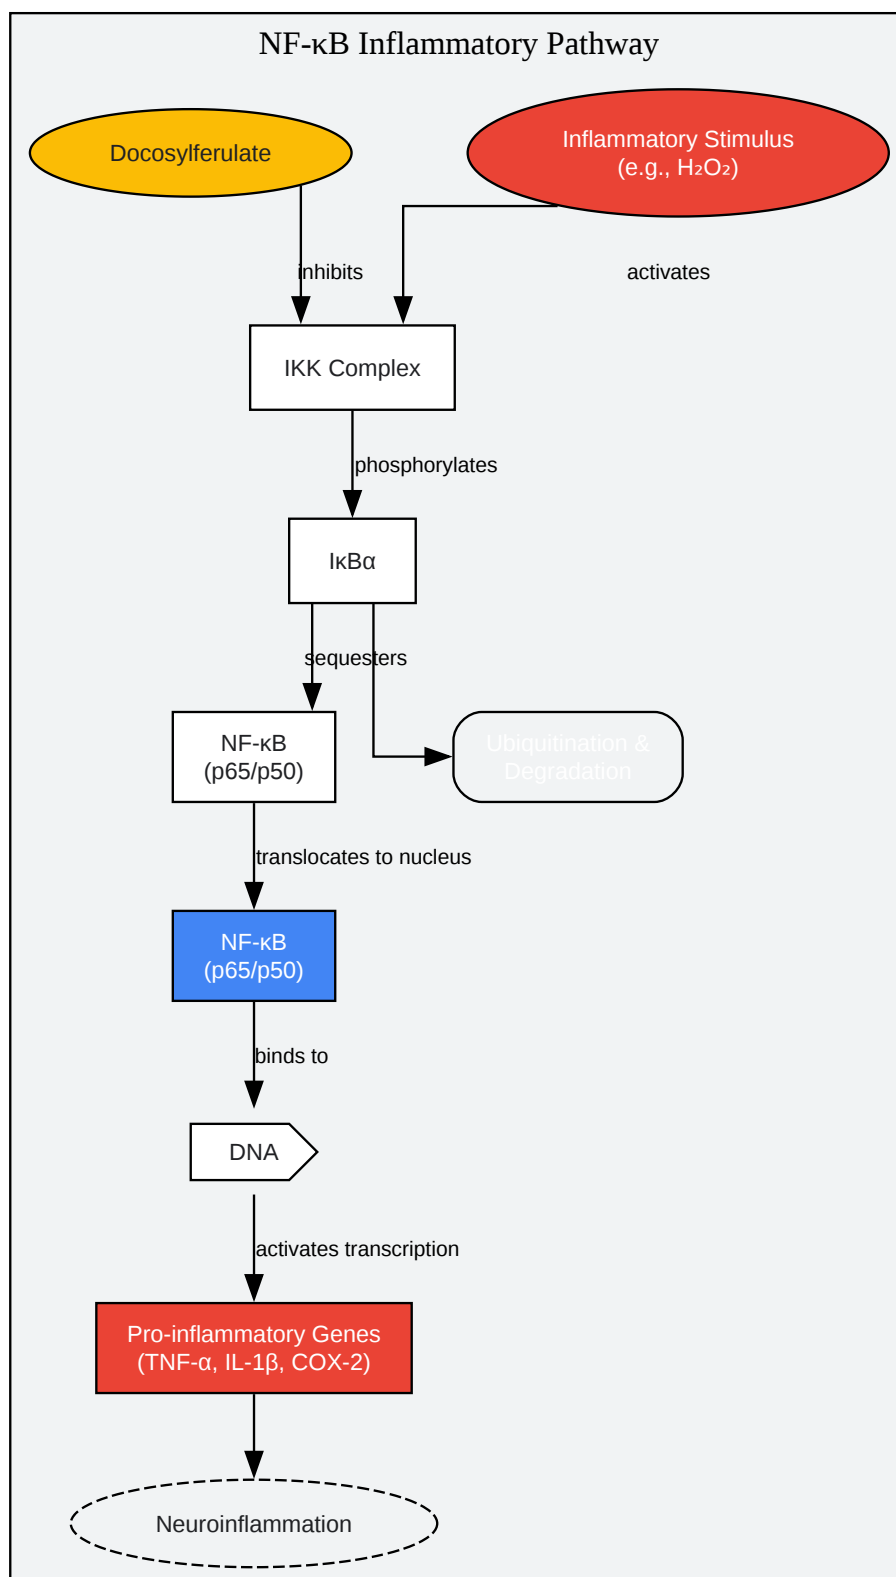 NF-κB Inflammatory Pathway
Docosylferulate
Inflammatory Stimulus
(e.g., H₂O₂)
inhibits
activates
IKK Complex
phosphorylates
IκBα
sequesters
NF-κB
(p65/p50)
Ubiquitination &
Degradation
translocates to nucleus
NF-κB
(p65/p50)
binds to
DNA
activates transcription
Pro-inflammatory Genes
(TNF-α, IL-1β, COX-2)
Neuroinflammation